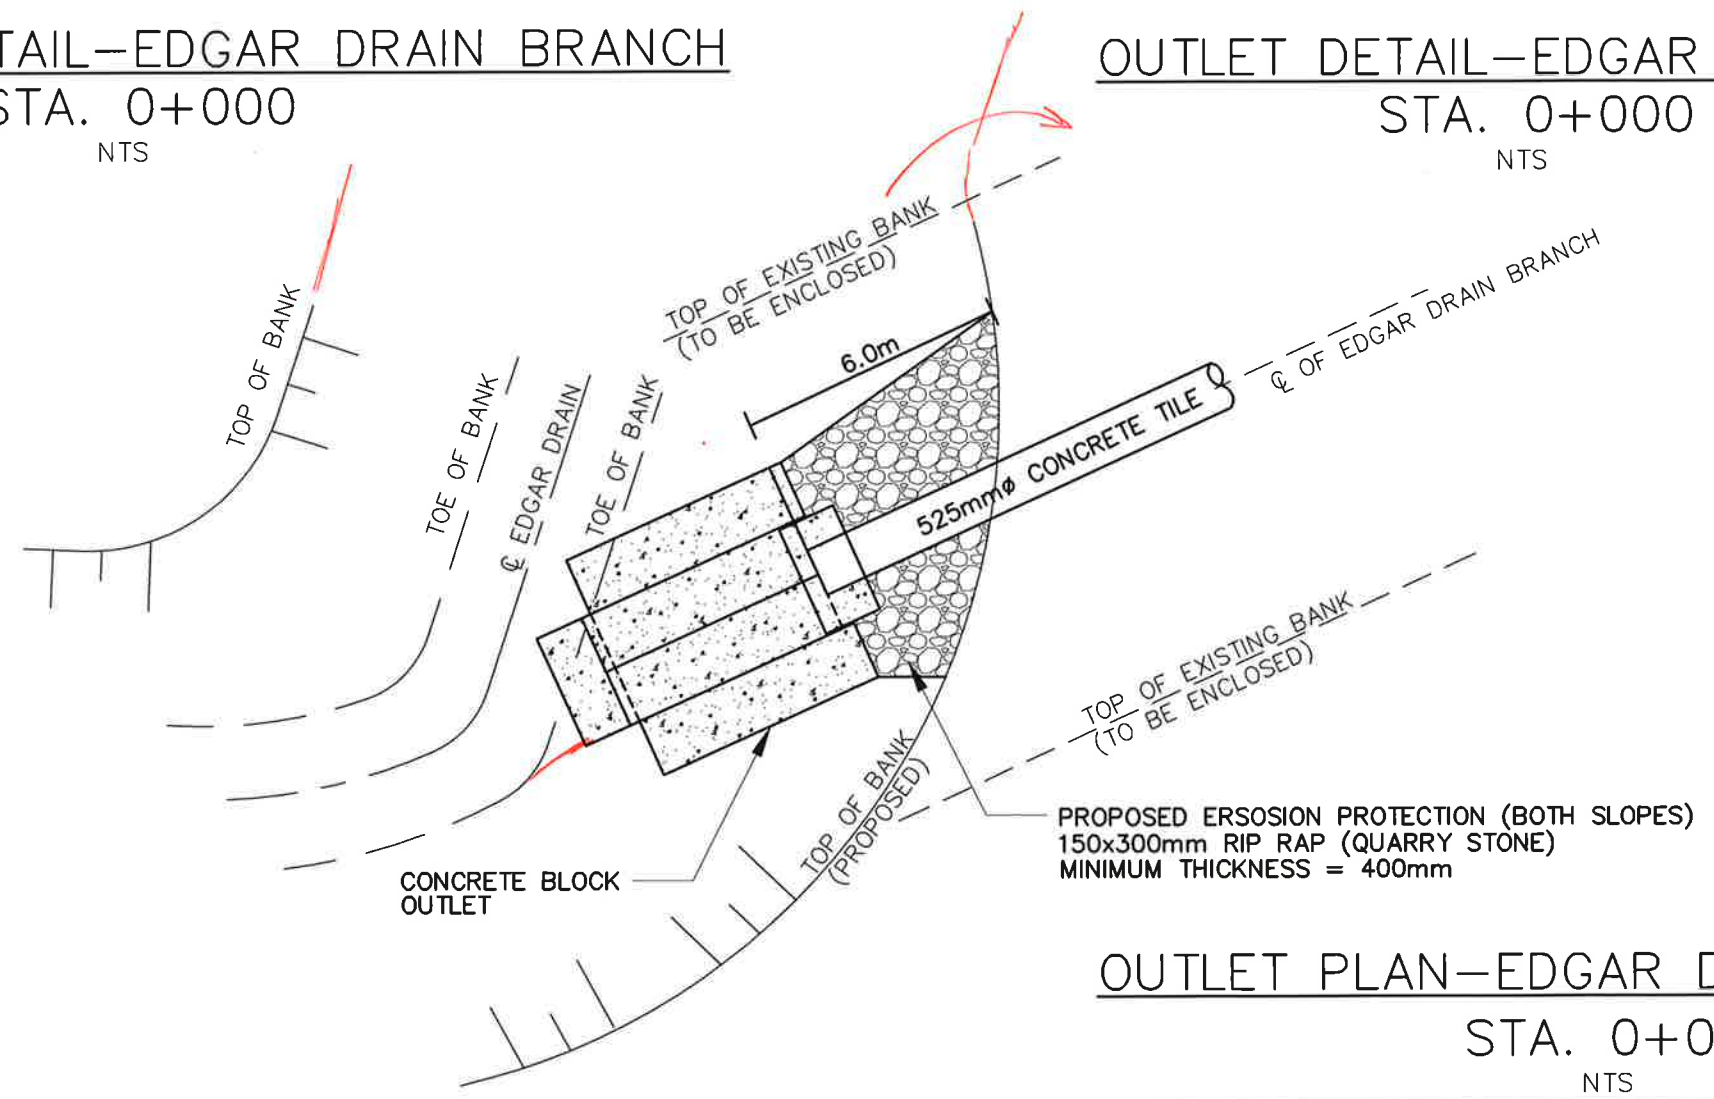 TAIL-EDGAR DRAIN BRANCH
STA. 0+000
NTS
OUTLET DETAIL-EDGAR
STA. 0+000
NTS
TOP OF BANK
TOE OF BANK
℄ EDGAR DRAIN
TOE OF BANK
TOP OF EXISTING BANK
(TO BE ENCLOSED)
6.0m
525mmø CONCRETE TILE
℄ OF EDGAR DRAIN BRANCH
TOP OF EXISTING BANK
(TO BE ENCLOSED)
TOP OF BANK
(PROPOSED)
CONCRETE BLOCK
OUTLET
PROPOSED ERSOSION PROTECTION (BOTH SLOPES)
150x300mm RIP RAP (QUARRY STONE)
MINIMUM THICKNESS = 400mm
OUTLET PLAN-EDGAR D
STA. 0+0
NTS